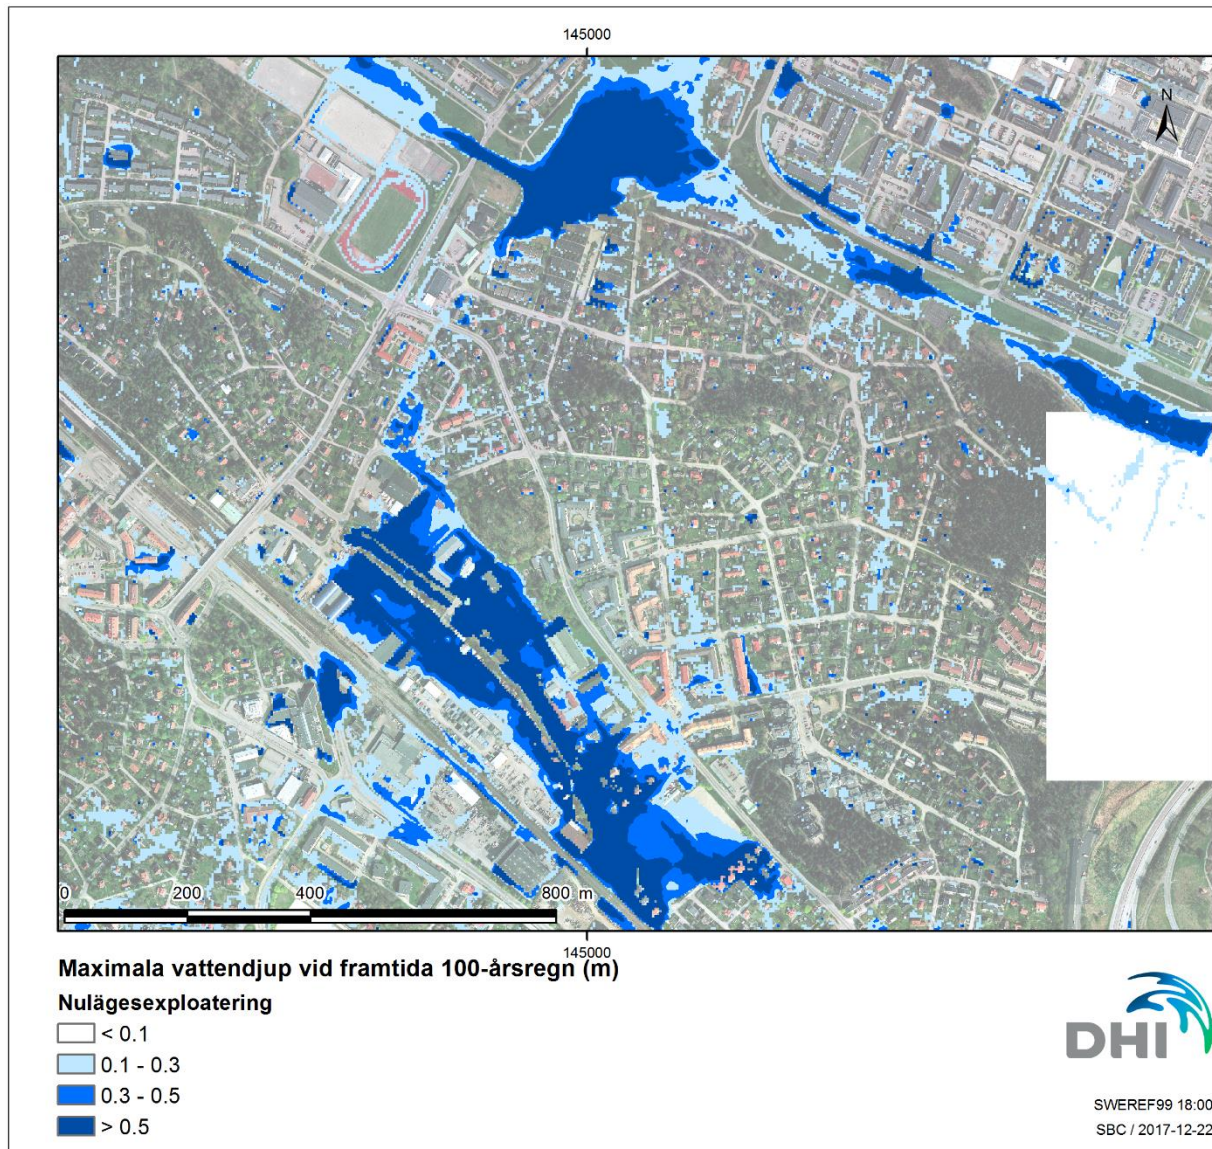 145000
N
0 200 400 800 m
145000
Maximala vattendjup vid framtida 100-årsregn (m)
Nulägesexploatering
< 0.1
0.1 - 0.3
0.3 - 0.5
> 0.5
DHI
SWEREF99 18:00
SBC / 2017-12-22